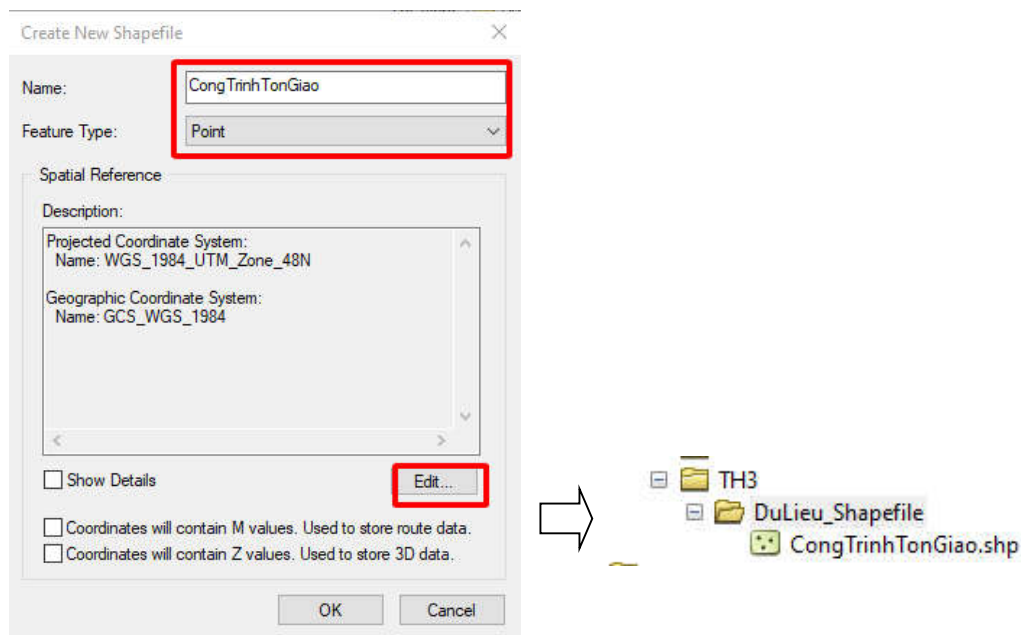 Create New Shapefile
Name:
CongTrinhTonGiao
Feature Type:
Point
Spatial Reference
Description:
Projected Coordinate System:
Name: WGS_1984_UTM_Zone_48N
Geographic Coordinate System:
Name: GCS_WGS_1984
Show Details
Edit...
Coordinates will contain M values. Used to store route data.
Coordinates will contain Z values. Used to store 3D data.
OK
Cancel
TH3
DuLieu_Shapefile
CongTrinhTonGiao.shp